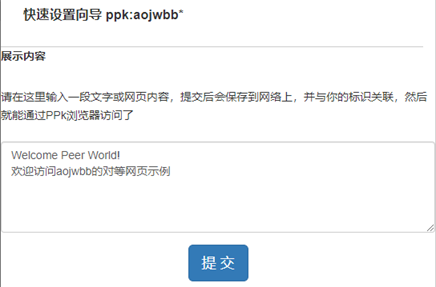 快速设置向导 ppk:aojwbb*
展示内容
请在这里输入一段文字或网页内容，提交后会保存到网络上，并与你的标识关联，然后
就能通过PPk浏览器访问了
Welcome Peer World!
欢迎访问aojwbb的对等网页示例
提 交